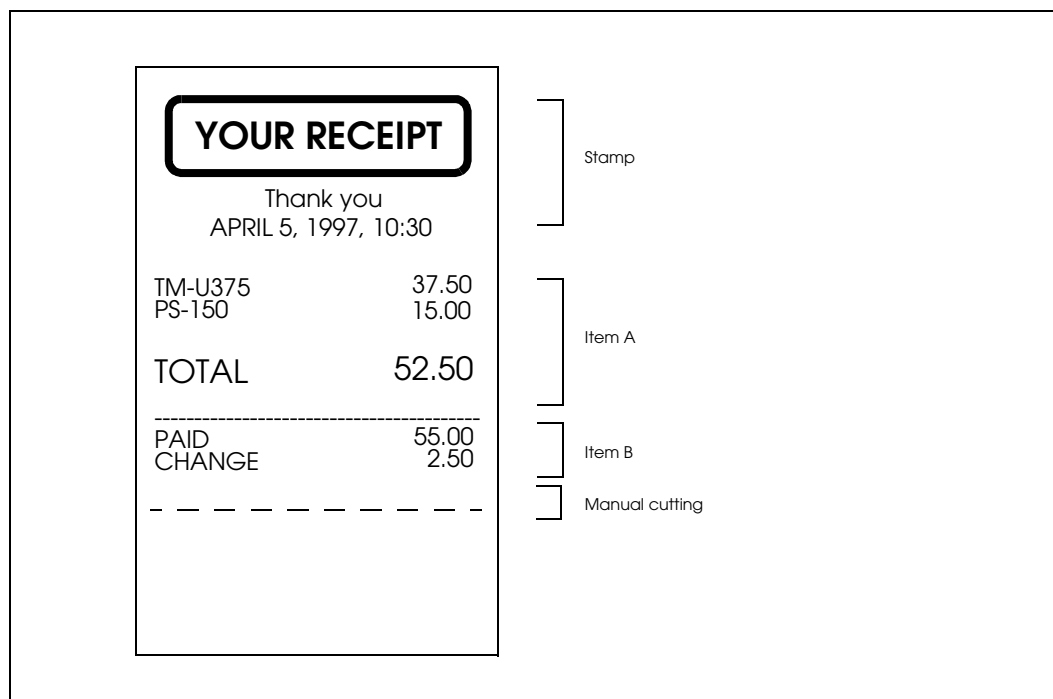 YOUR RECEIPT
Thank you
APRIL 5, 1997, 10:30
Stamp
TM-U375 37.50
PS-150 15.00
TOTAL 52.50
Item A
PAID 55.00
CHANGE 2.50
Item B
Manual cutting